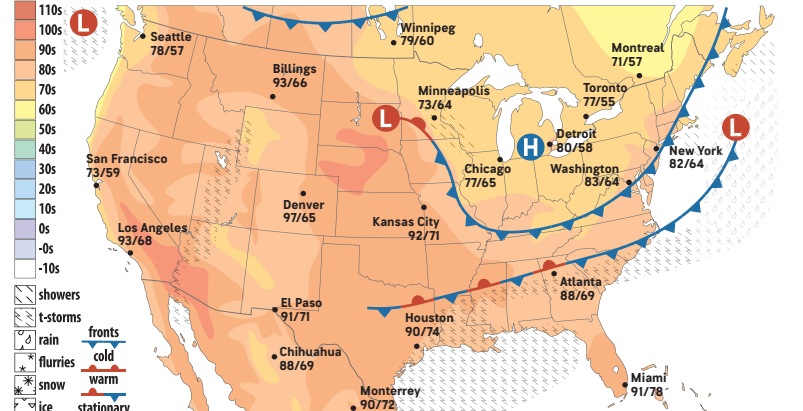 110s
100s
90s
80s
70s
60s
50s
40s
30s
20s
10s
0s
-0s
-10s
showers
t-storms
rain
flurries
snow
ice
fronts
cold
warm
stationary
L
Seattle
78/57
Winnipeg
79/60
Montreal
71/57
Billings
93/66
Minneapolis
73/64
Toronto
77/55
L
H
L
Detroit
80/58
New York
82/64
San Francisco
73/59
Chicago
77/65
Washington
83/64
Denver
97/65
Kansas City
92/71
Los Angeles
93/68
Atlanta
88/69
El Paso
91/71
Houston
90/74
Chihuahua
88/69
Miami
91/78
Monterrey
90/72